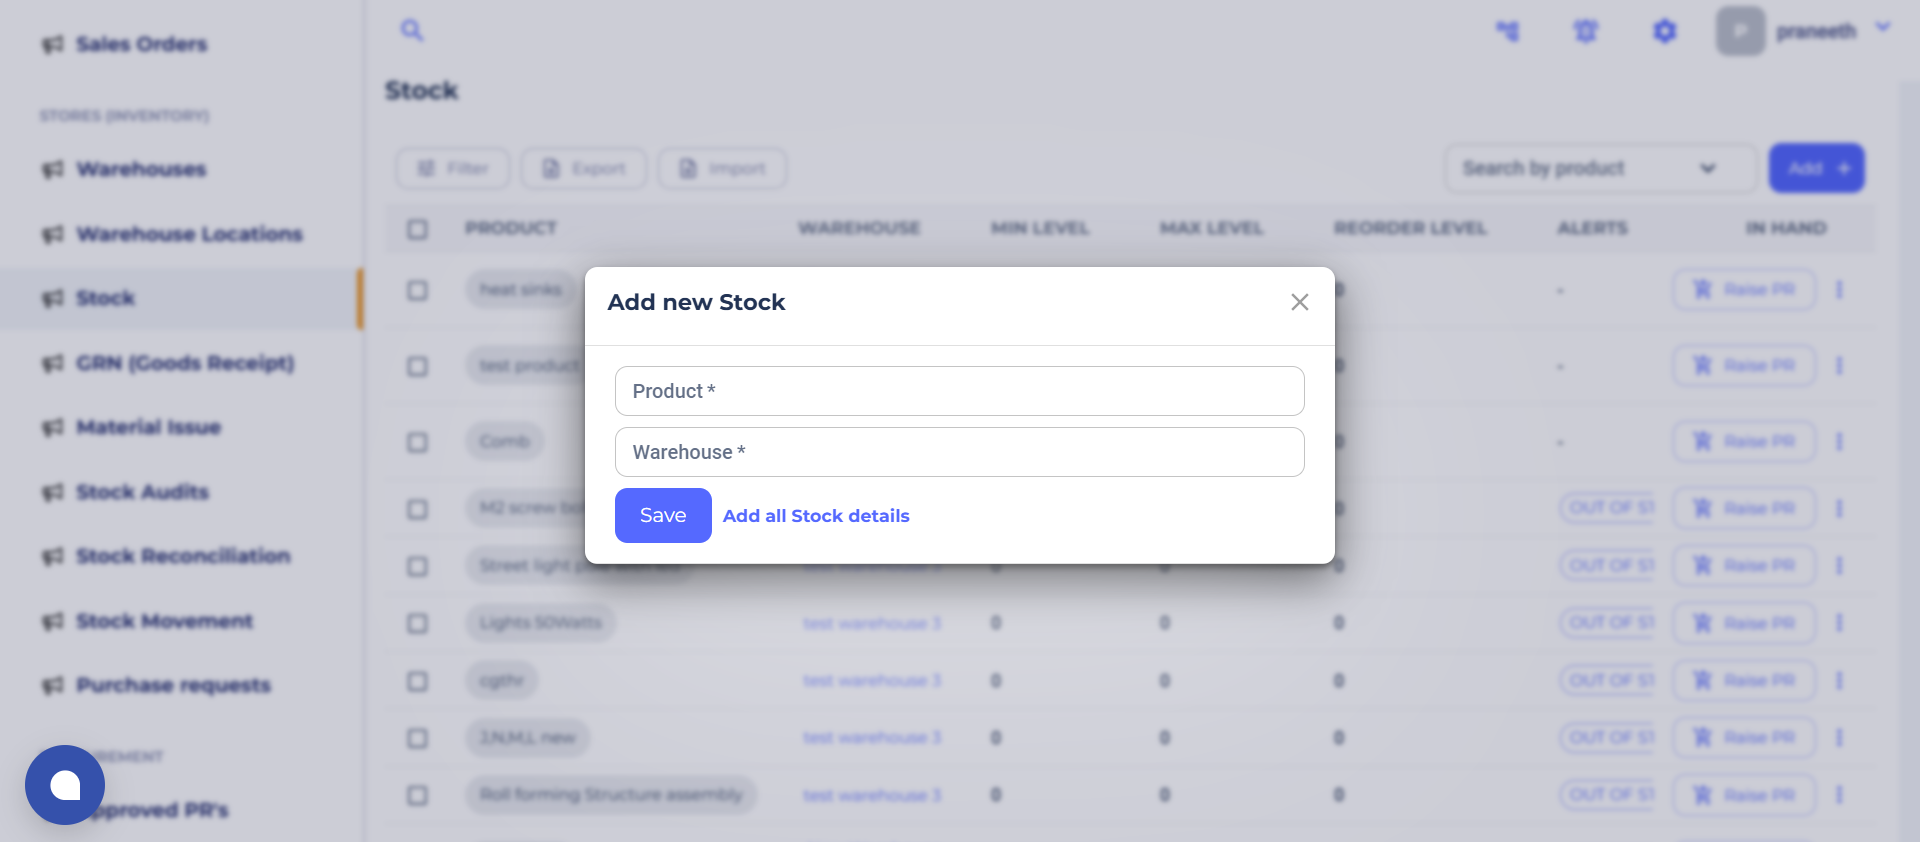 Sales Orders
STORES (INVENTORY)
Warehouses
Warehouse Locations
Stock
GRN (Goods Receipt)
Material Issue
Stock Audits
Stock Reconciliation
Stock Movement
Purchase requests
REMENT
pproved PR's
P
praneeth
Stock
Filter
Export
Import
Search by product
Add +
PRODUCT WAREHOUSE MIN LEVEL MAX LEVEL REORDER LEVEL ALERTS IN HAND
heat sinks 0 - Raise PR
test product 0 - Raise PR
Comb 0 - Raise PR
M2 screw 0 OUT OF ST Raise PR
Street light 0 OUT OF ST Raise PR
Lights 50Watts test warehouse 3 0 0 0 OUT OF ST Raise PR
cgthr test warehouse 3 0 0 0 OUT OF ST Raise PR
J,N,M,L new test warehouse 3 0 0 0 OUT OF ST Raise PR
Roll forming Structure assembly test warehouse 3 0 0 0 OUT OF ST Raise PR
Add new Stock
Product *
Warehouse *
Save
Add all Stock details